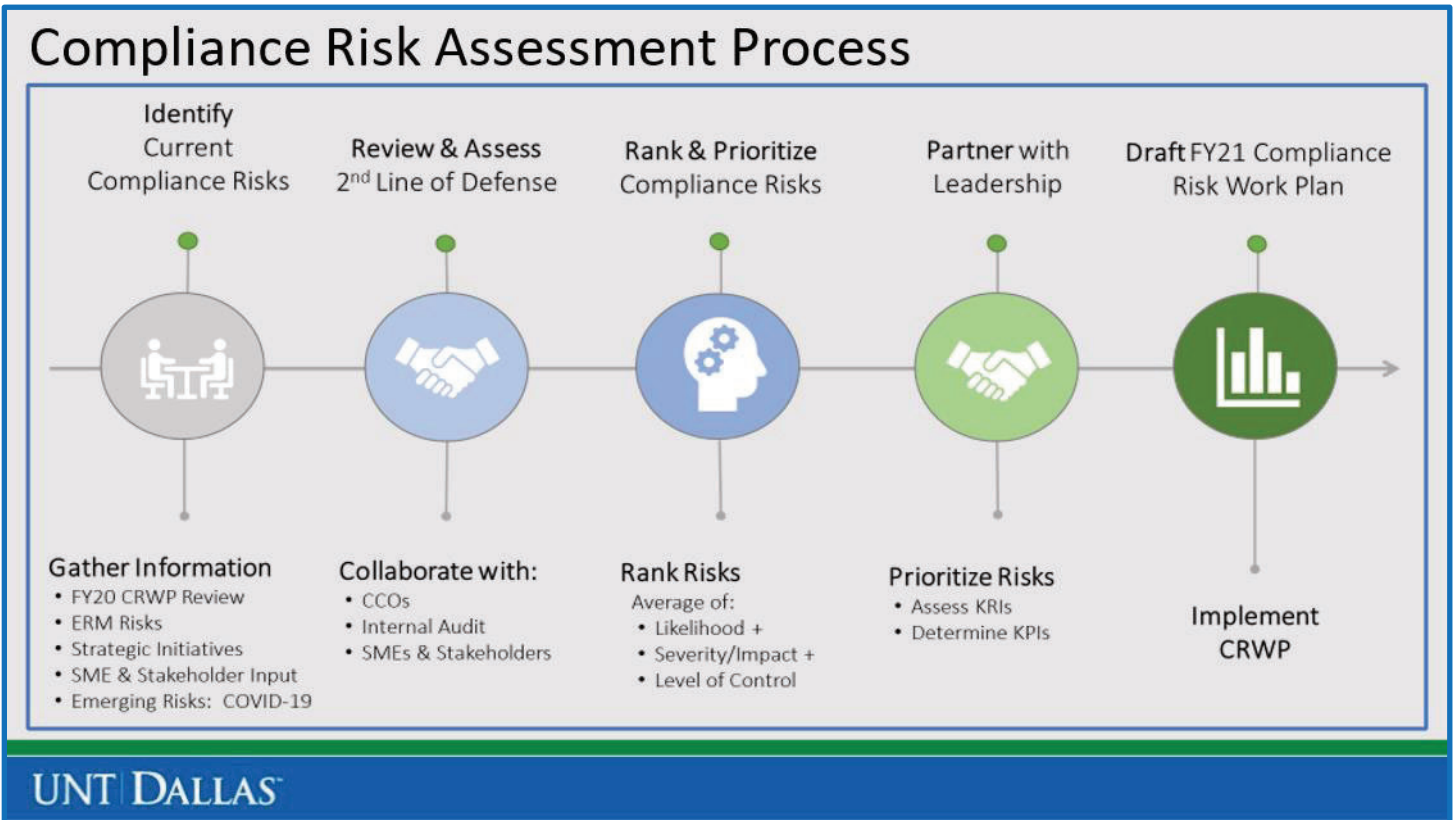 Compliance Risk Assessment Process
Identify
Current
Compliance Risks
Review & Assess
2nd Line of Defense
Rank & Prioritize
Compliance Risks
Partner with
Leadership
Draft FY21 Compliance
Risk Work Plan
Gather Information
• FY20 CRWP Review
• ERM Risks
• Strategic Initiatives
• SME & Stakeholder Input
• Emerging Risks: COVID-19
Collaborate with:
• CCOs
• Internal Audit
• SMEs & Stakeholders
Rank Risks
Average of:
• Likelihood +
• Severity/Impact +
• Level of Control
Prioritize Risks
• Assess KRIs
• Determine KPIs
Implement
CRWP
UNT | DALLAS™